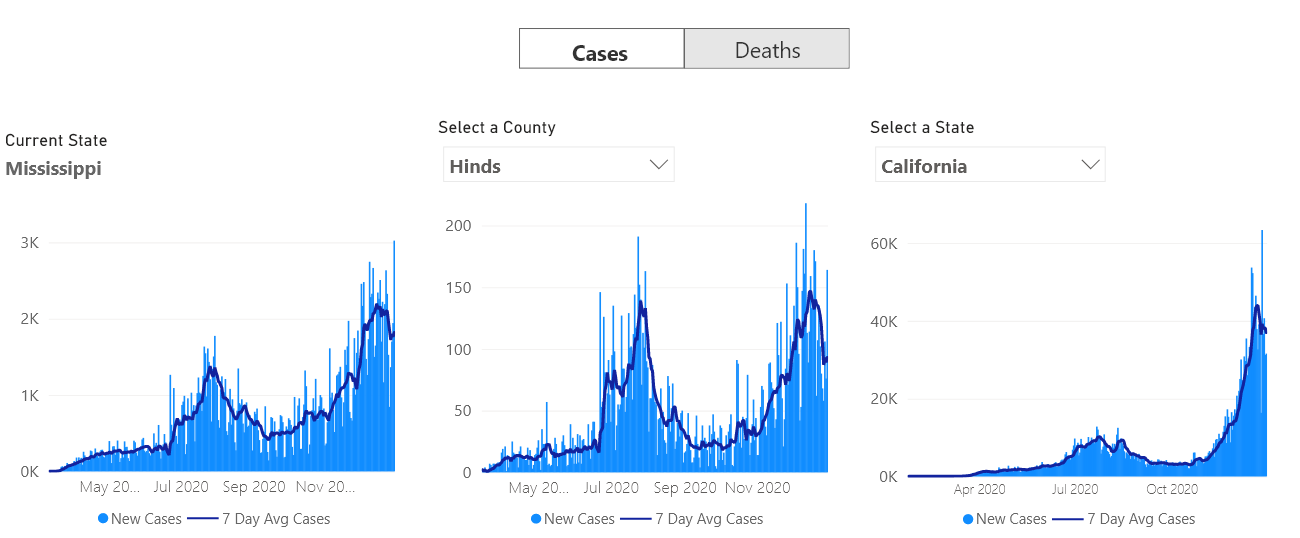 Cases Deaths
Current State
Mississippi
Select a County
Hinds
Select a State
California
3K
2K
1K
0K
May 20... Jul 2020 Sep 2020 Nov 20...
New Cases 7 Day Avg Cases
200
150
100
50
0
May 20... Jul 2020 Sep 2020 Nov 2020
New Cases 7 Day Avg Cases
60K
40K
20K
0K
Apr 2020 Jul 2020 Oct 2020
New Cases 7 Day Avg Cases